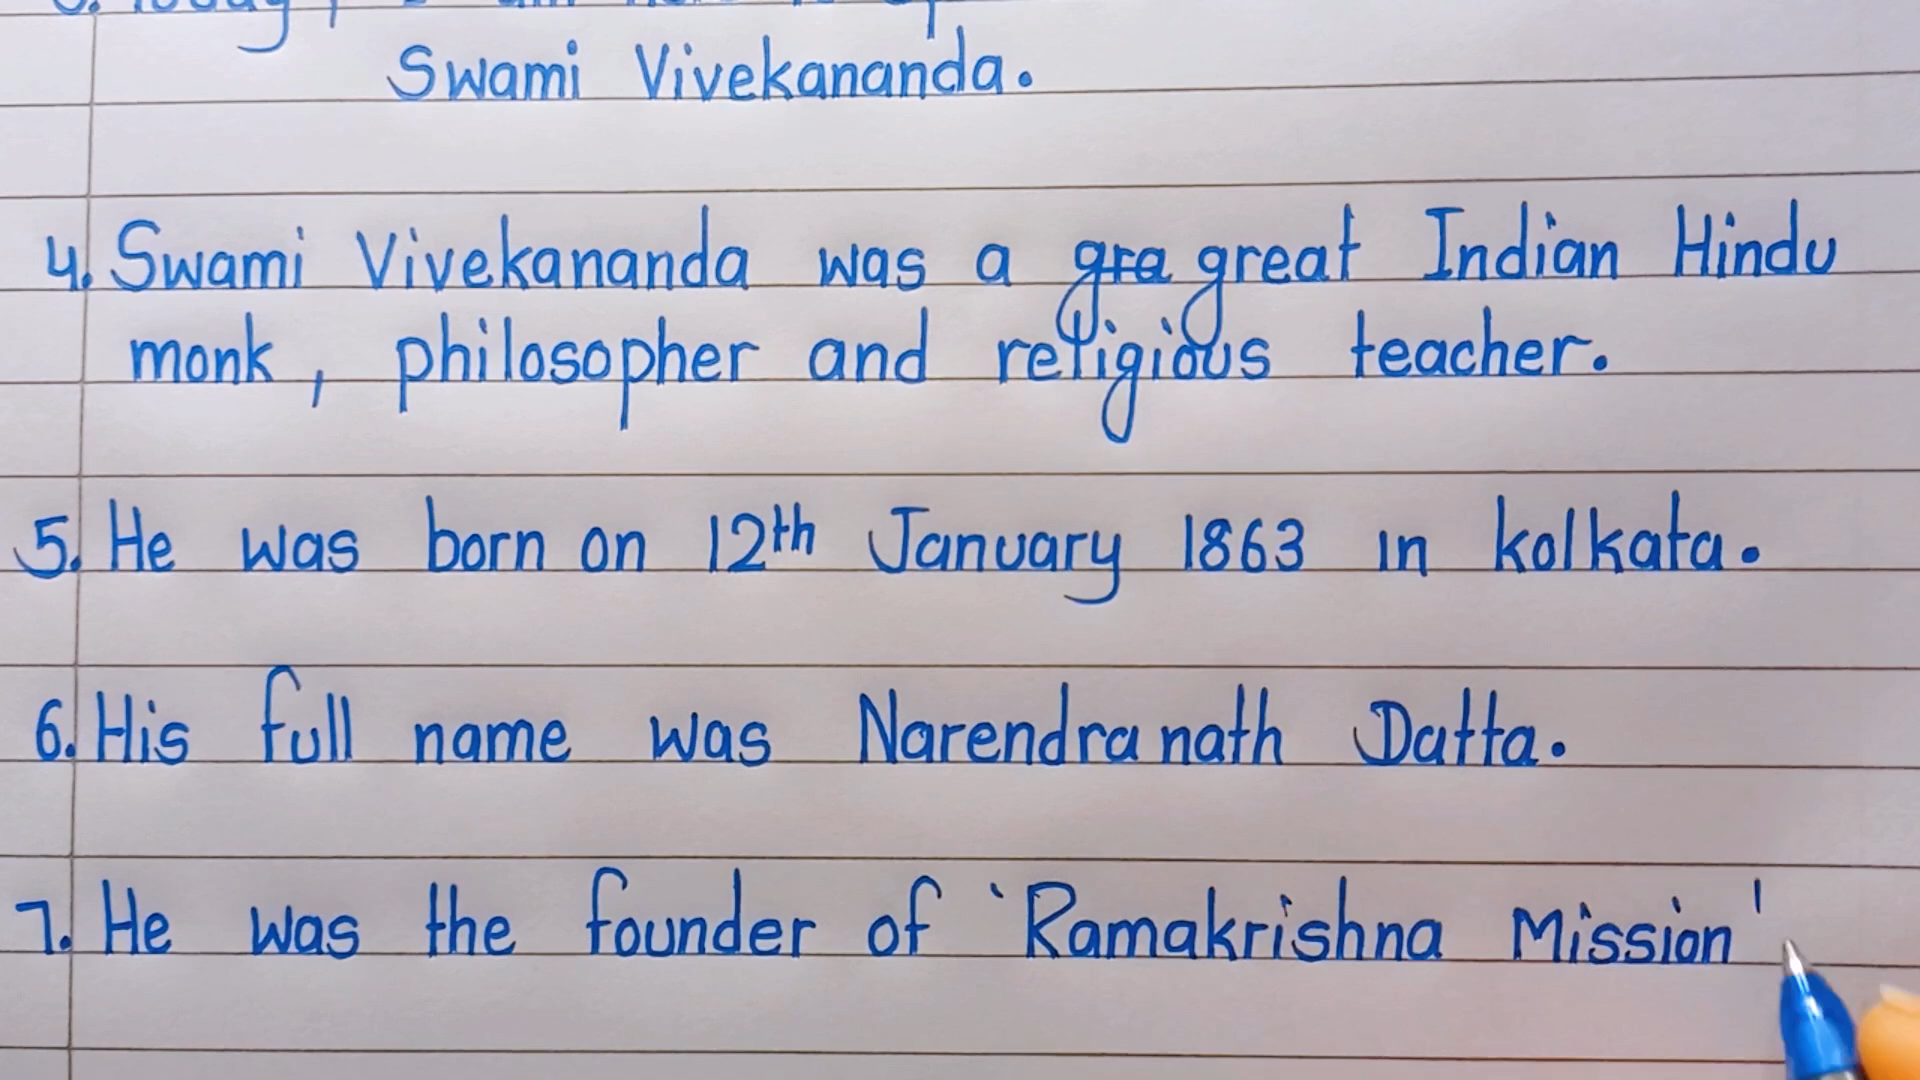 Swami Vivekananda.
4. Swami Vivekananda was a gra great Indian Hindu
monk, philosopher and religious teacher.
5. He was born on 12th January 1863 in kolkata.
6. His full name was Narendra nath Datta.
7. He was the founder of 'Ramakrishna Mission'